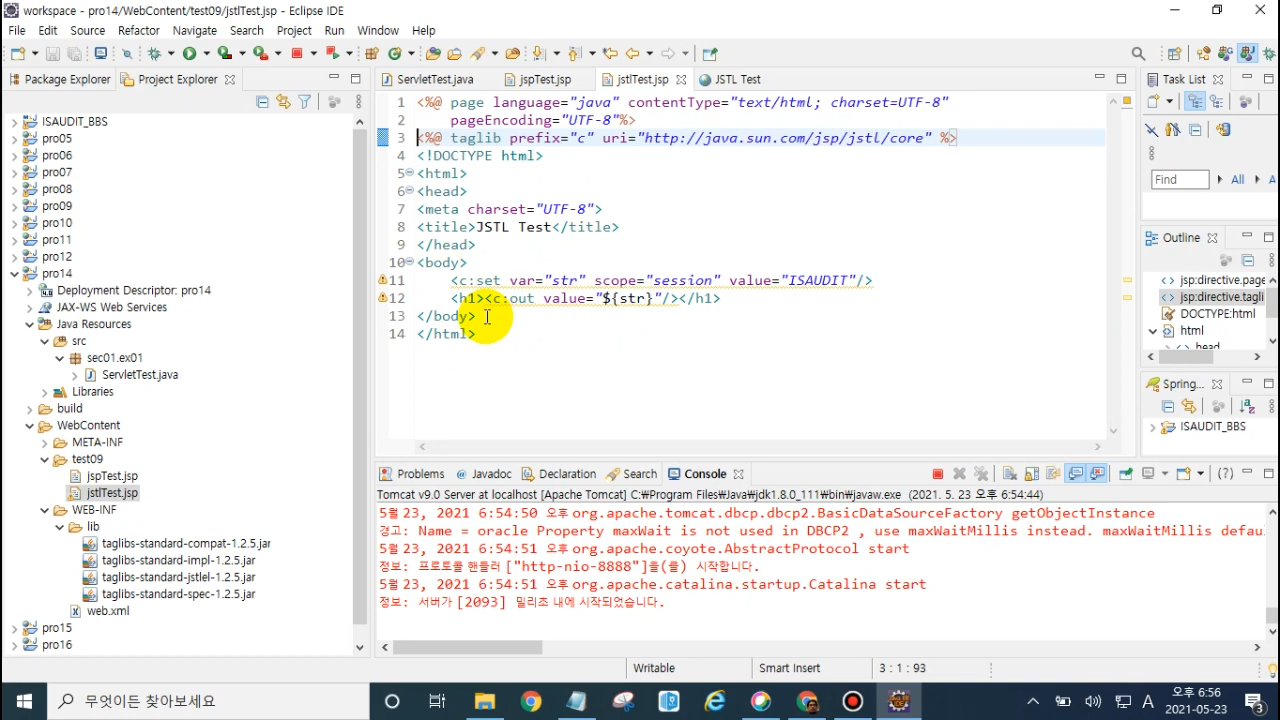 workspace - pro14/WebContent/test09/jstlTest.jsp - Eclipse IDE
File Edit Source Refactor Navigate Search Project Run Window Help
Package Explorer Project Explorer
ServletTest.java jspTest.jsp jstlTest.jsp JSTL Test
Task List
ISAUDIT_BBS
pro05
pro06
pro07
pro08
pro09
pro10
pro11
pro12
pro14
Deployment Descriptor: pro14
JAX-WS Web Services
Java Resources
src
sec01.ex01
ServletTest.java
Libraries
build
WebContent
META-INF
test09
jspTest.jsp
jstlTest.jsp
WEB-INF
lib
taglibs-standard-compat-1.2.5.jar
taglibs-standard-impl-1.2.5.jar
taglibs-standard-jstlel-1.2.5.jar
taglibs-standard-spec-1.2.5.jar
web.xml
pro15
pro16
1 <%@ page language="java" contentType="text/html; charset=UTF-8"
2 pageEncoding="UTF-8"%>
3 <%@ taglib prefix="c" uri="http://java.sun.com/jsp/jstl/core" %>
4 <!DOCTYPE html>
5 <html>
6 <head>
7 <meta charset="UTF-8">
8 <title>JSTL Test</title>
9 </head>
10 <body>
11 <c:set var="str" scope="session" value="ISAUDIT"/>
12 <h1><c:out value="${str}"/></h1>
13 </body>
14 </html>
Find All A
Outline
jsp:directive.page
jsp:directive.tagli
DOCTYPE:html
html
head
Spring...
ISAUDIT_BBS
Problems @ Javadoc Declaration Search Console
Tomcat v9.0 Server at localhost [Apache Tomcat] C:₩Program Files₩Java₩jdk1.8.0_111₩bin₩javaw.exe (2021. 5. 23 오후 6:54:44)
5월 23, 2021 6:54:50 오후 org.apache.tomcat.dbcp.dbcp2.BasicDataSourceFactory getObjectInstance
경고: Name = oracle Property maxWait is not used in DBCP2 , use maxWaitMillis instead. maxWaitMillis defau
5월 23, 2021 6:54:51 오후 org.apache.coyote.AbstractProtocol start
정보: 프로토콜 핸들러 ["http-nio-8888"]을(를) 시작합니다.
5월 23, 2021 6:54:51 오후 org.apache.catalina.startup.Catalina start
정보: 서버가 [2093] 밀리초 내에 시작되었습니다.
Writable Smart Insert 3 : 1 : 93
무엇이든 찾아보세요
A
오후 6:56
2021-05-23
3